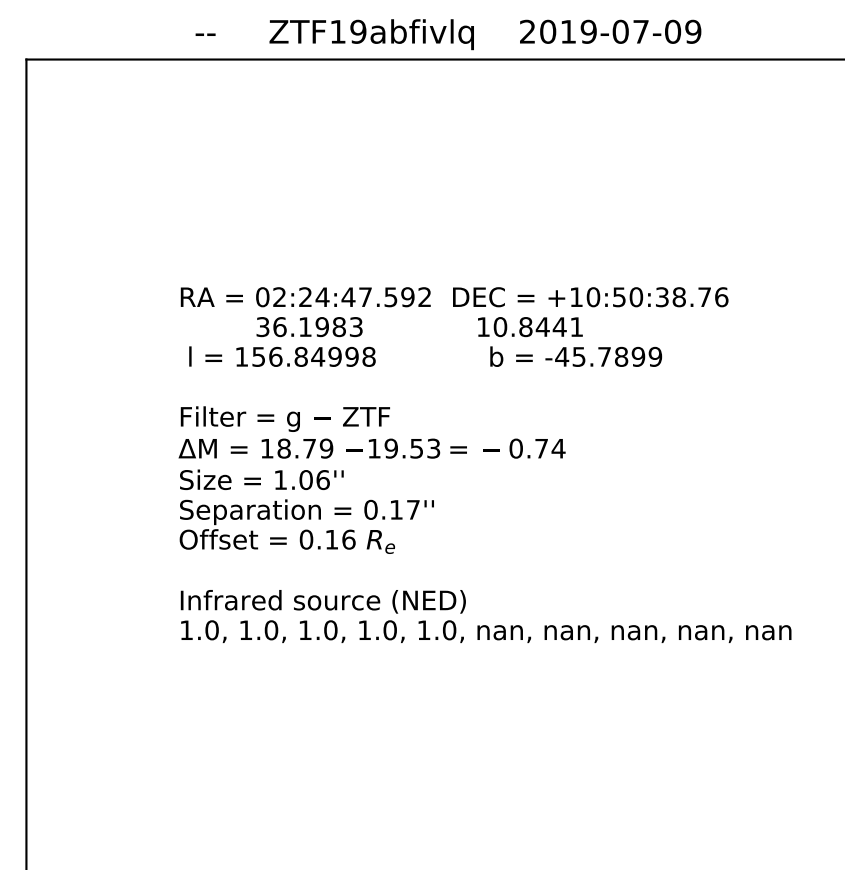 -- ZTF19abfivlq 2019-07-09
RA = 02:24:47.592 DEC = +10:50:38.76
36.1983 10.8441
l = 156.84998 b = -45.7899
Filter = g − ZTF
ΔM = 18.79 −19.53 = − 0.74
Size = 1.06''
Separation = 0.17''
Offset = 0.16 Re
Infrared source (NED)
1.0, 1.0, 1.0, 1.0, 1.0, nan, nan, nan, nan, nan